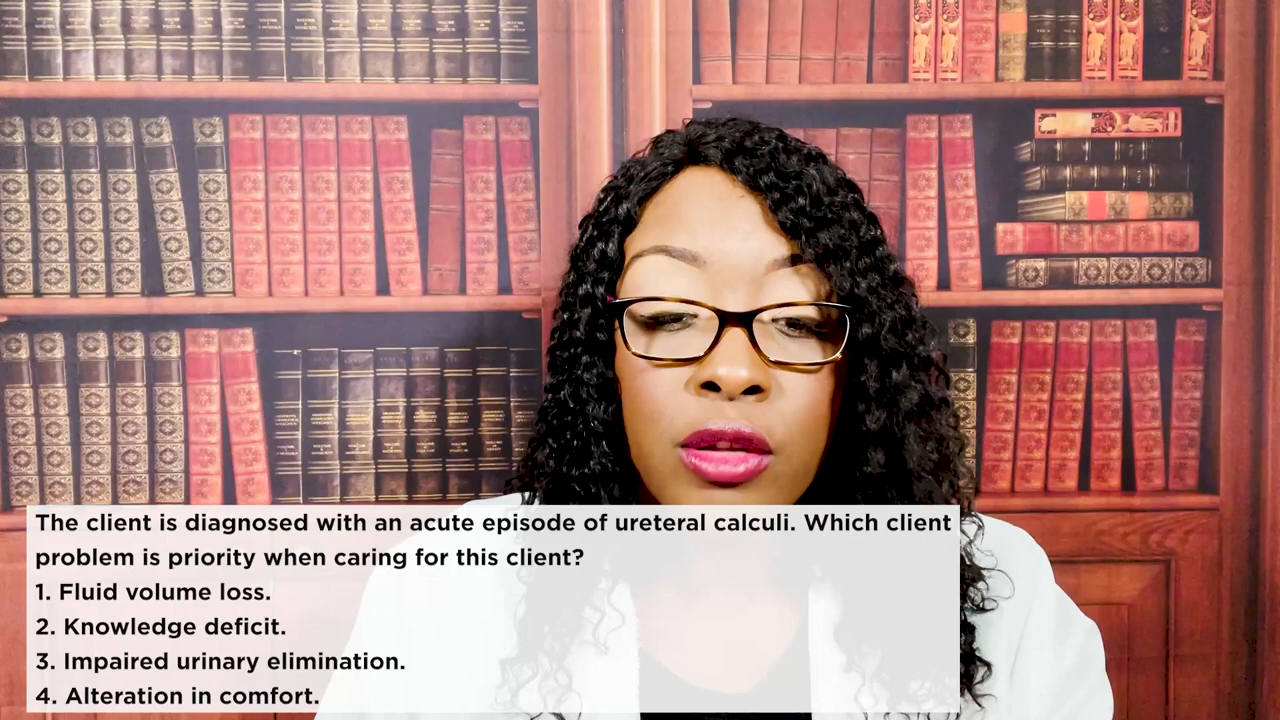 The client is diagnosed with an acute episode of ureteral calculi. Which client
problem is priority when caring for this client?
1. Fluid volume loss.
2. Knowledge deficit.
3. Impaired urinary elimination.
4. Alteration in comfort.